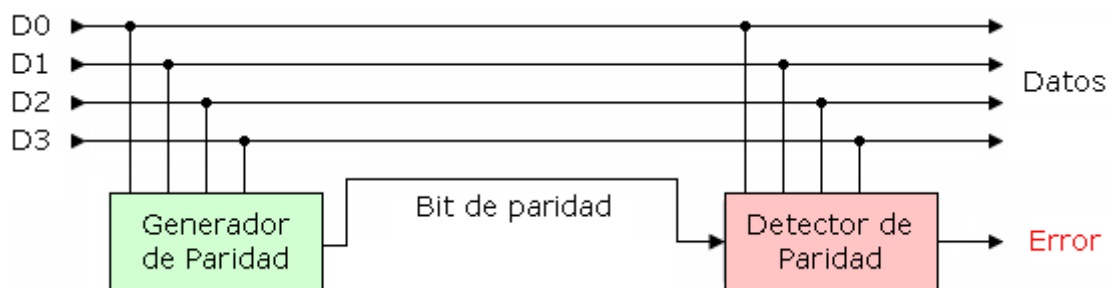 D0
D1
D2
D3
Datos
Generador
de Paridad
Bit de paridad
Detector de
Paridad
Error